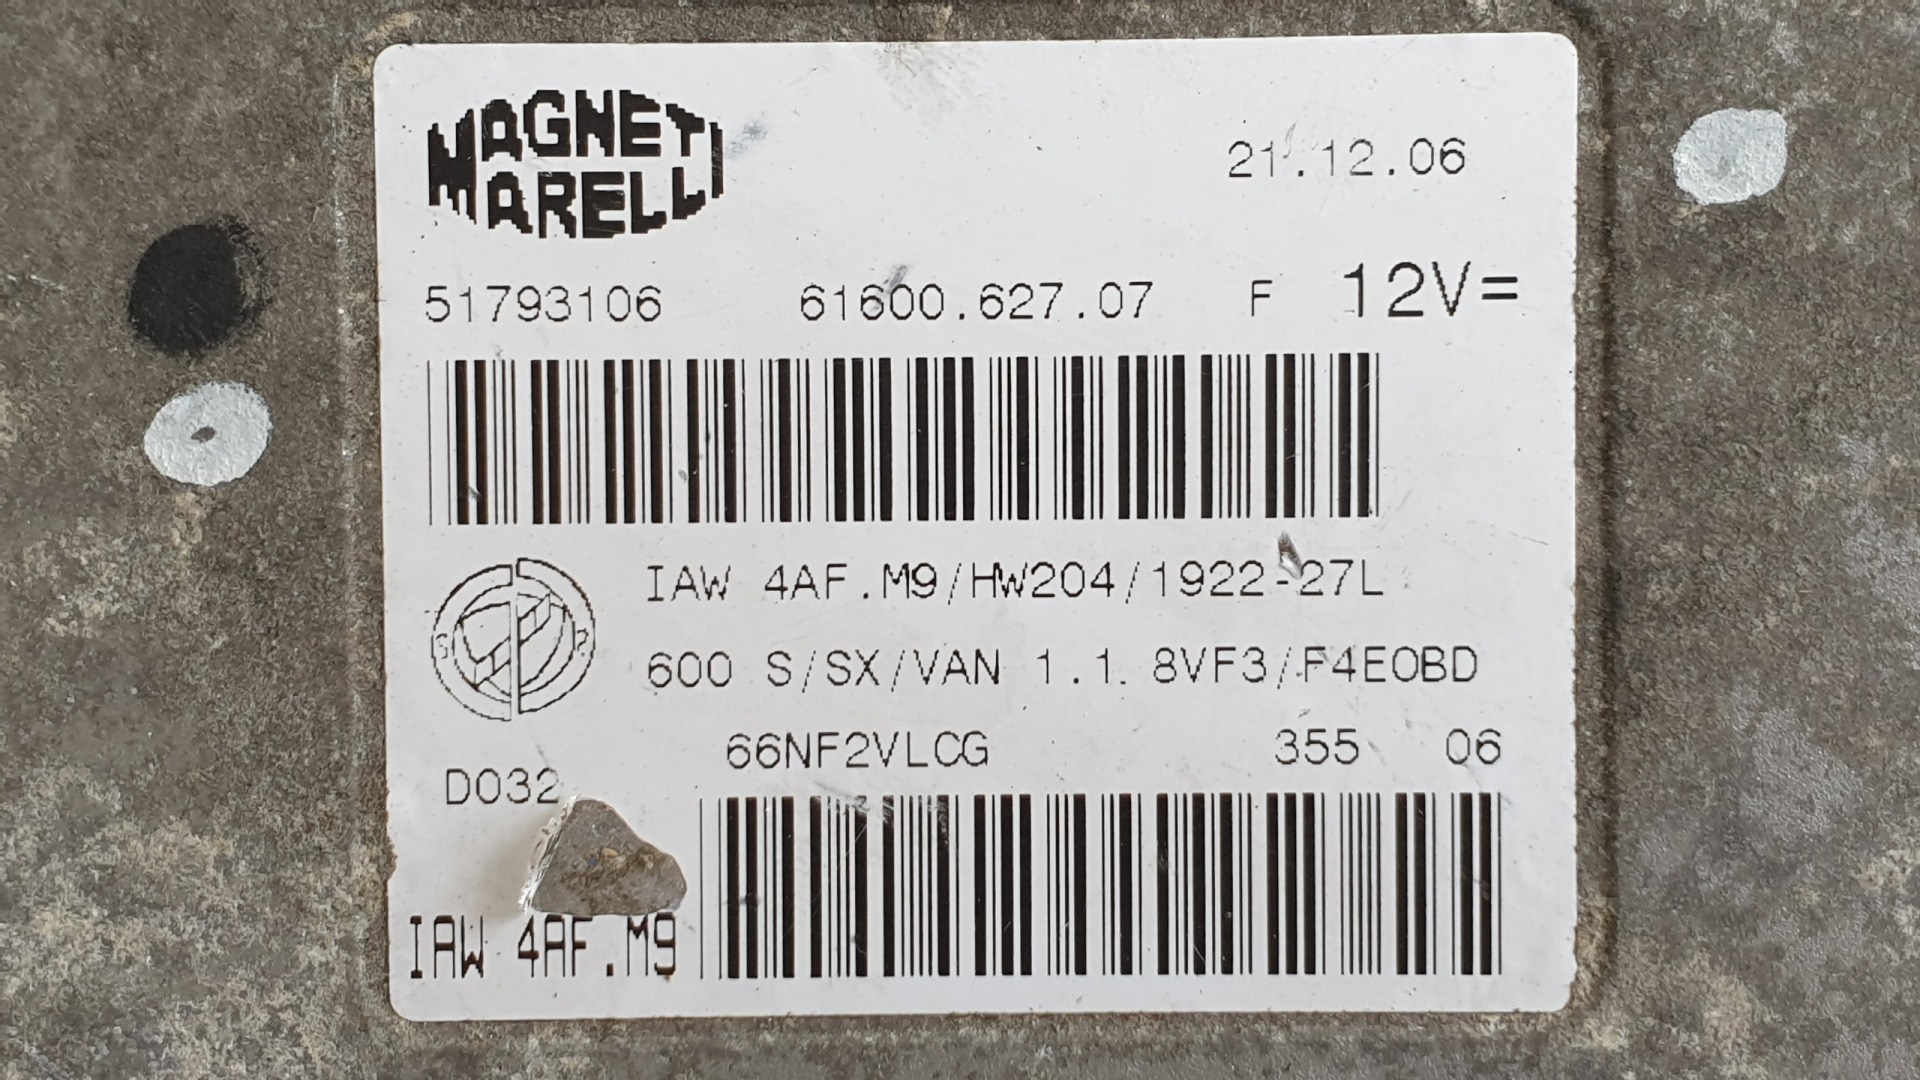 MAGNETI
MARELLI
21.12.06
51793106 61600.627.07 F 12V=
IAW 4AF.M9/HW204/1922-27L
600 S/SX/VAN 1.1 8VF3/F4EOBD
66NF2VLCG 355 06
D032
IAW 4AF.M9